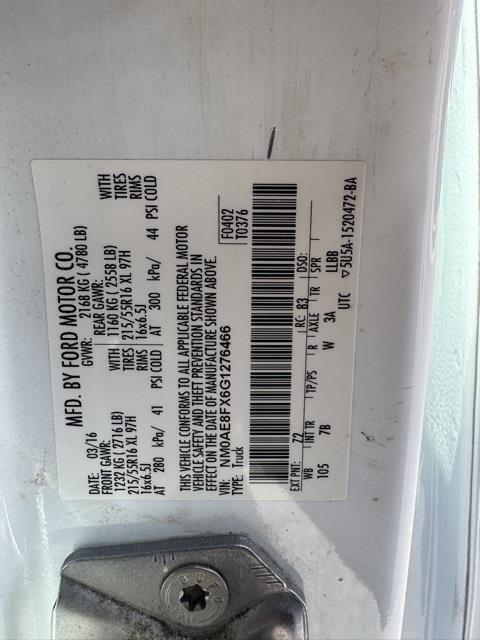 MFD. BY FORD MOTOR CO.
03/16
GVWR: 2168 KG ( 4780 LB)
FRONT GAWR: REAR GAWR:
1232 KG ( 2716 LB) WITH 1160 KG ( 2558 LB) WITH
215/55R16 XL 97H TIRES 215/55R16 XL 97H TIRES
16x6.5J RIMS 16x6.5J RIMS
AT 280 kPa/ 41 PSI COLD AT 300 kPa/ 44 PSI COLD
THIS VEHICLE CONFORMS TO ALL APPLICABLE FEDERAL MOTOR
VEHICLE SAFETY AND THEFT PREVENTION STANDARDS IN
EFFECT ON THE DATE OF MANUFACTURE SHOWN ABOVE.
VIN: NM0AE8FX6G1276466
TYPE: Truck
F0402
T0376
EXT PNT: Z2 RC: 83 DSO:
WB INT TR TP/PS R AXLE TR SPR
105 7B W 3A LLBB
UTC ▽5U5A-1520472-BA